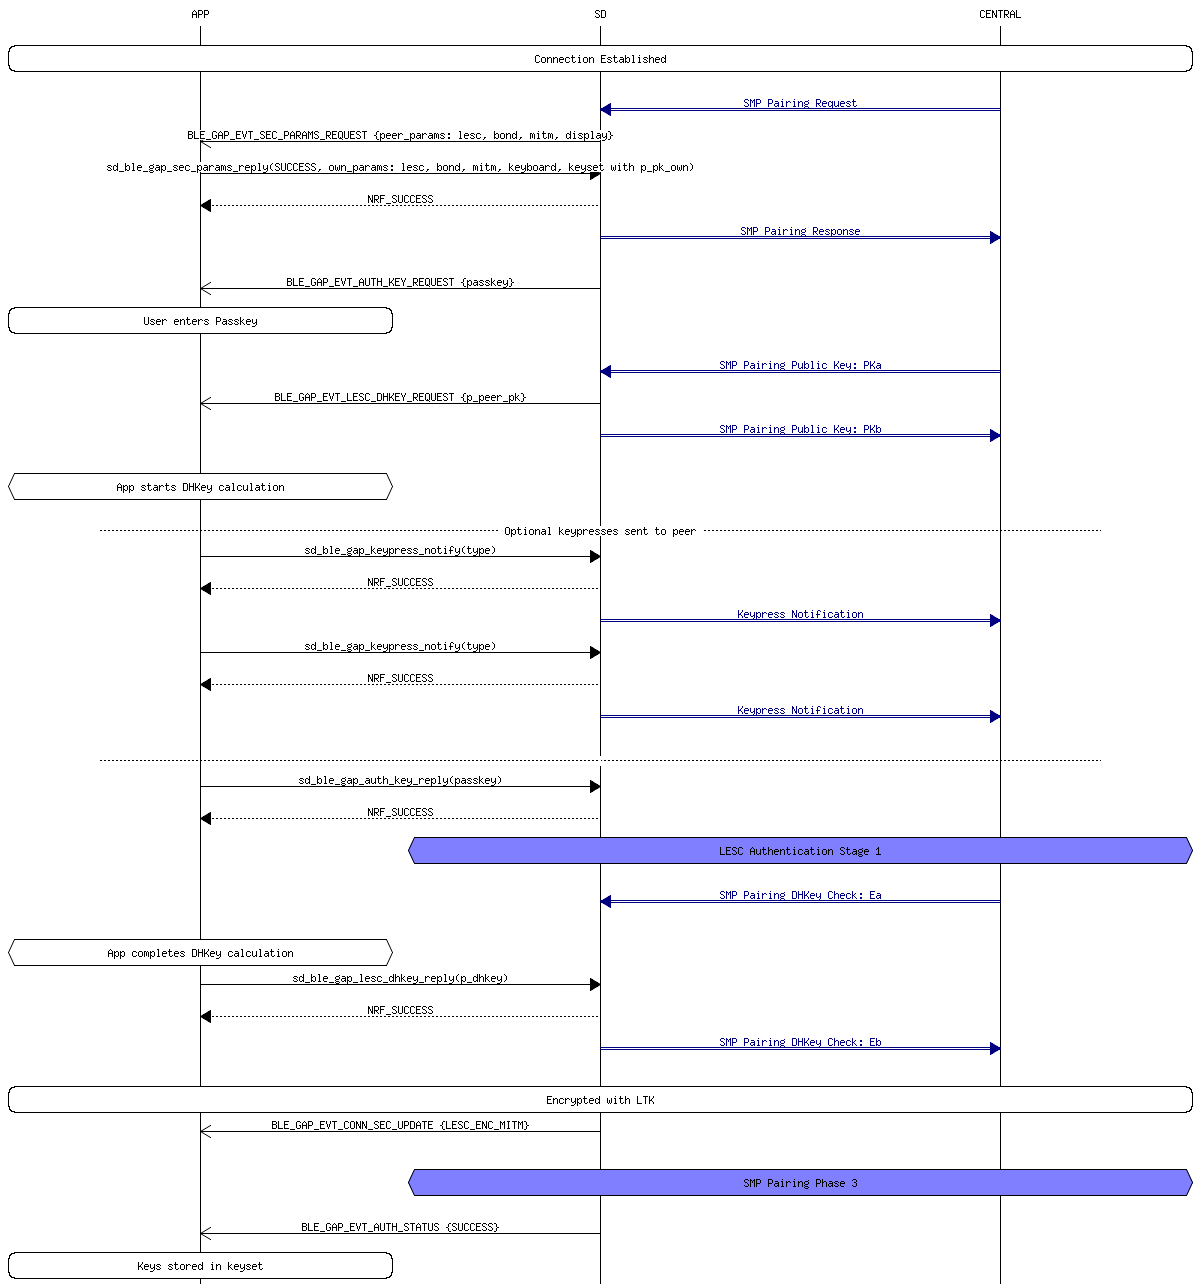 APP SD CENTRAL
Connection Established
SMP Pairing Request
BLE_GAP_EVT_SEC_PARAMS_REQUEST {peer_params: lesc, bond, mitm, display}
sd_ble_gap_sec_params_reply(SUCCESS, own_params: lesc, bond, mitm, keyboard, keyset with p_pk_own)
NRF_SUCCESS
SMP Pairing Response
BLE_GAP_EVT_AUTH_KEY_REQUEST {passkey}
User enters Passkey
SMP Pairing Public Key: PKa
BLE_GAP_EVT_LESC_DHKEY_REQUEST {p_peer_pk}
SMP Pairing Public Key: PKb
App starts DHKey calculation
Optional keypresses sent to peer
sd_ble_gap_keypress_notify(type)
NRF_SUCCESS
Keypress Notification
sd_ble_gap_keypress_notify(type)
NRF_SUCCESS
Keypress Notification
sd_ble_gap_auth_key_reply(passkey)
NRF_SUCCESS
LESC Authentication Stage 1
SMP Pairing DHKey Check: Ea
App completes DHKey calculation
sd_ble_gap_lesc_dhkey_reply(p_dhkey)
NRF_SUCCESS
SMP Pairing DHKey Check: Eb
Encrypted with LTK
BLE_GAP_EVT_CONN_SEC_UPDATE {LESC_ENC_MITM}
SMP Pairing Phase 3
BLE_GAP_EVT_AUTH_STATUS {SUCCESS}
Keys stored in keyset